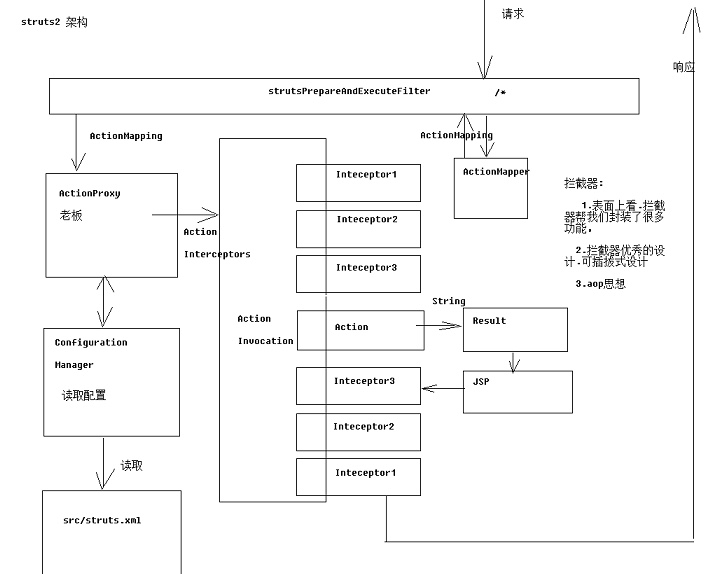 struts2 架构
请求
响应
strutsPrepareAndExecuteFilter /*
ActionMapping
ActionMapping
ActionMapper
ActionProxy
老板
Action
Interceptors
Inteceptor1
Inteceptor2
Inteceptor3
拦截器:
1.表面上看.拦截
器帮我们封装了很多
功能.
2.拦截器优秀的设
计.可插拔式设计
3.aop思想
Configuration
Manager
读取配置
Action
Invocation
Action
String
Result
JSP
Inteceptor3
Inteceptor2
Inteceptor1
读取
src/struts.xml